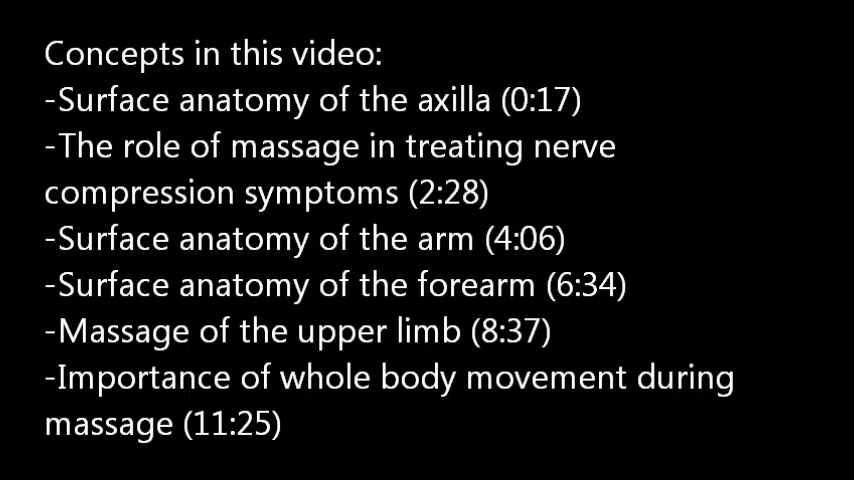 Concepts in this video:
-Surface anatomy of the axilla (0:17)
-The role of massage in treating nerve
compression symptoms (2:28)
-Surface anatomy of the arm (4:06)
-Surface anatomy of the forearm (6:34)
-Massage of the upper limb (8:37)
-Importance of whole body movement during
massage (11:25)